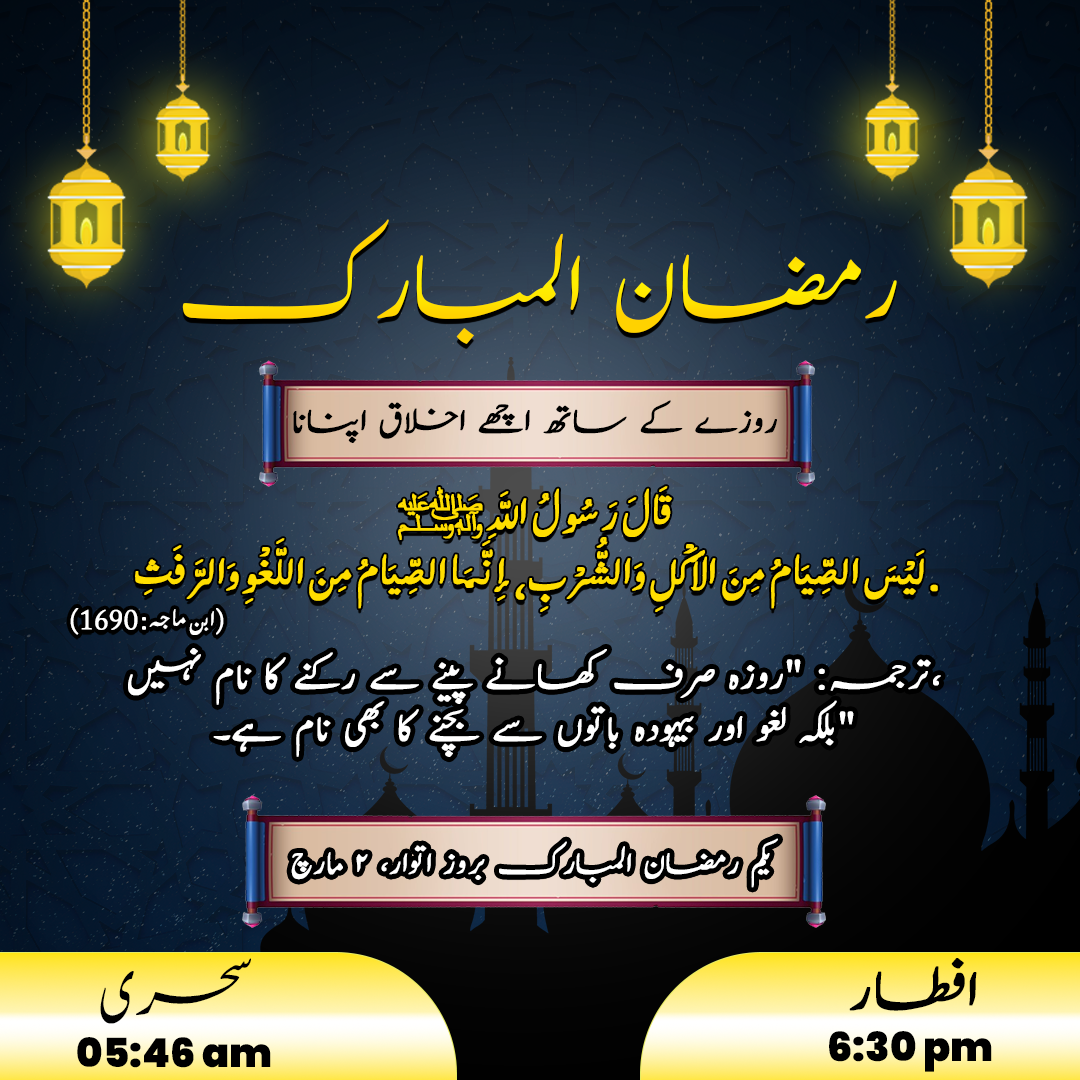 رمضان المبارک
روزے کے ساتھ اچھے اخلاق اپنانا
قَالَ رَسُولُ اللَّهِ ﷺ
لَيْسَ الصِّيَامُ مِنَ الأَكْلِ وَالشُّرْبِ، إِنَّمَا الصِّيَامُ مِنَ اللَّغْوِ وَالرَّفَثِ.
(ابن ماجہ: 1690)
ترجمہ: "روزہ صرف کھانے پینے سے رکنے کا نام نہیں،
بلکہ لغو اور بیہودہ باتوں سے بچنے کا بھی نام ہے۔"
یکم رمضان المبارک بروز اتوار، ۲ مارچ
افطار
6:30 pm
سحری
05:46 am